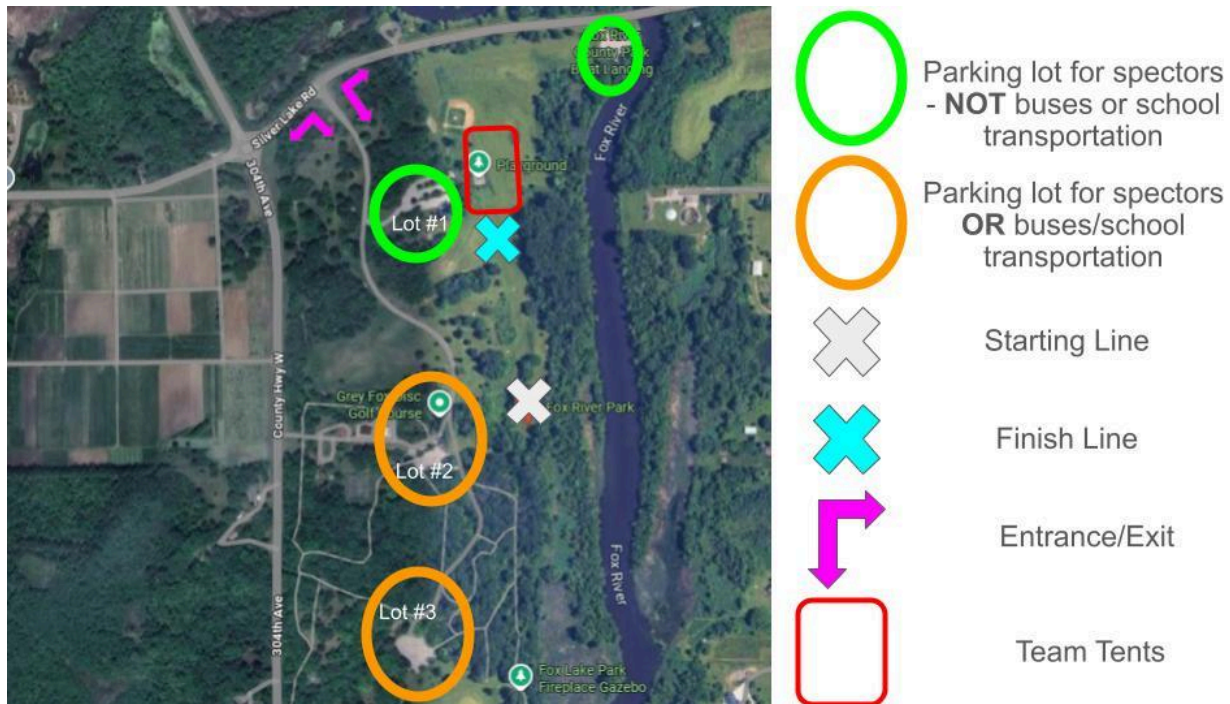 Fox River
County Park
Boat Landing
Silver Lake Rd
304th Ave
Playground
Fox River
Lot #1
County Hwy W
Grey Fox Disc
Golf Course
Fox River Park
Lot #2
Lot #3
304th Ave
Fox River
Fox Lake Park
Fireplace Gazebo
Parking lot for spectors
- NOT buses or school
transportation
Parking lot for spectors
OR buses/school
transportation
Starting Line
Finish Line
Entrance/Exit
Team Tents